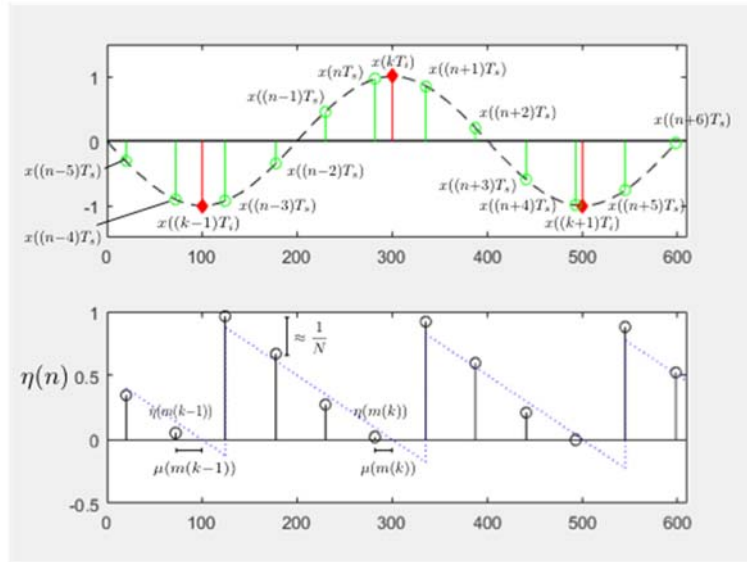 1
0
-1
0
100
200
300
400
500
600
x((n−5)T_s)
x((n−4)T_s)
x((k−1)T_i)
x((n−3)T_s)
x((n−2)T_s)
x((n−1)T_s)
x(nT_s)
x(kT_i)
x((n+1)T_s)
x((n+2)T_s)
x((n+3)T_s)
x((n+4)T_s)
x((k+1)T_i)
x((n+5)T_s)
x((n+6)T_s)
η(n)
1
0.5
0
-0.5
0
100
200
300
400
500
600
≈ 1/N
η(m(k−1))
η(m(k))
μ(m(k−1))
μ(m(k))